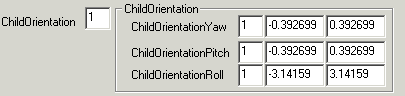 ChildOrientation 1
ChildOrientation
ChildOrientationYaw 1 -0.392699 0.392699
ChildOrientationPitch 1 -0.392699 0.392699
ChildOrientationRoll 1 -3.14159 3.14159